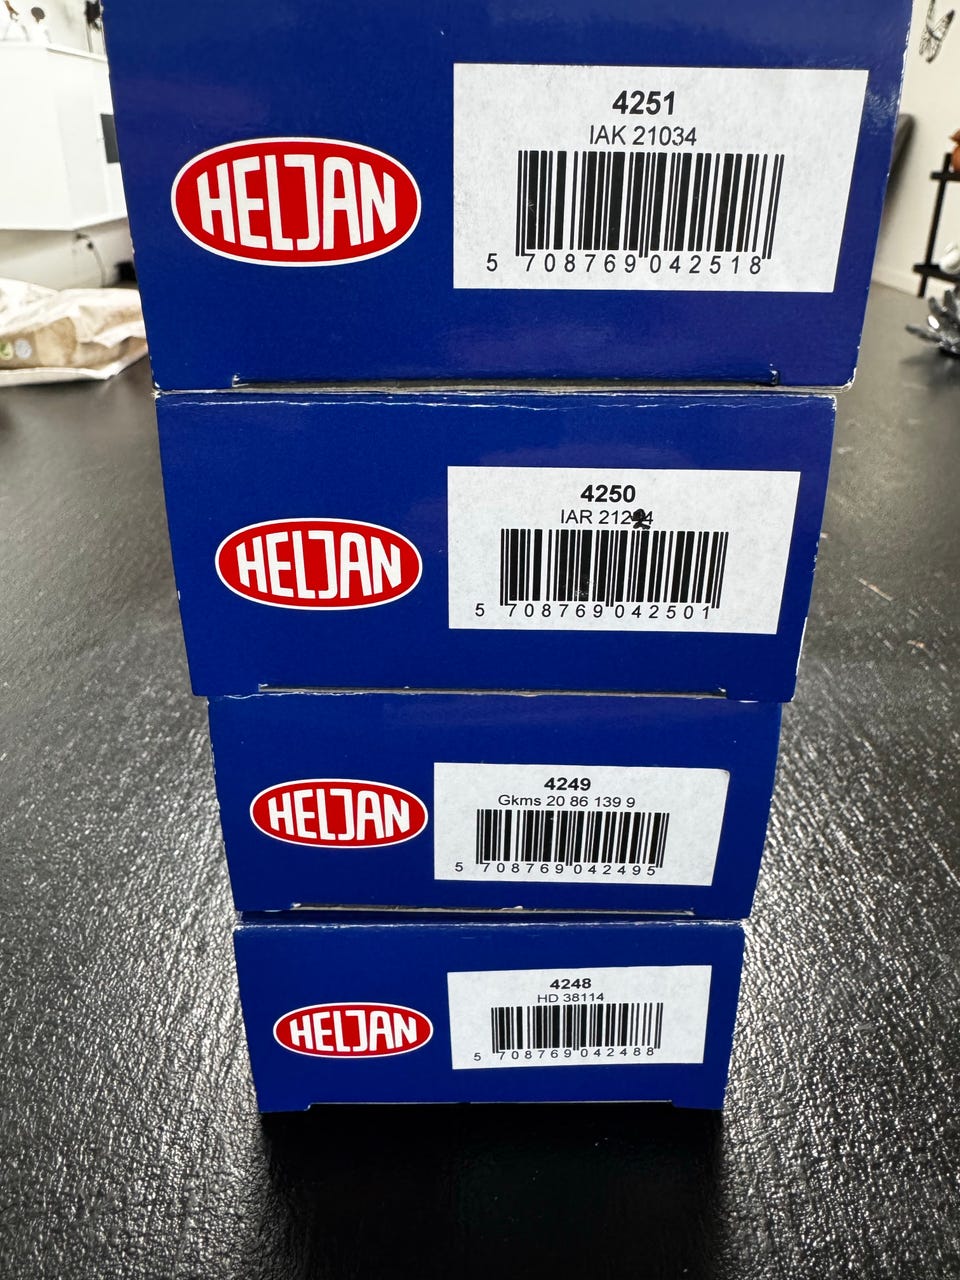 4251
IAK 21034
HELJAN
5 708769 042518
4250
IAR
HELJAN
5 708769 042501
4249
Gkms 20 86 139 9
HELJAN
5 708769 042495
4248
HD 38114
HELJAN
5 708769 042488